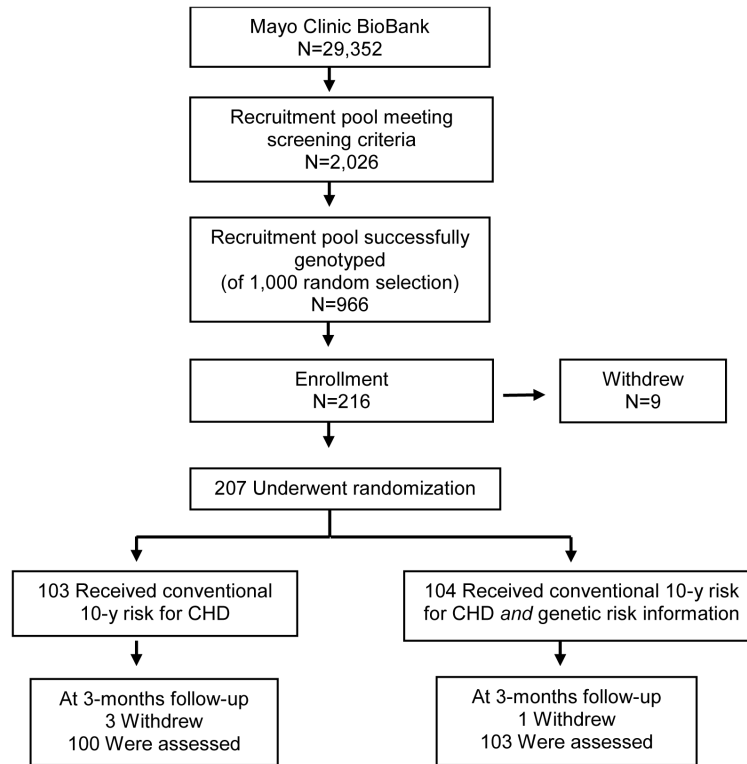 Mayo Clinic BioBank
N=29,352
Recruitment pool meeting
screening criteria
N=2,026
Recruitment pool successfully
genotyped
(of 1,000 random selection)
N=966
Enrollment
N=216
Withdrew
N=9
207 Underwent randomization
103 Received conventional
10-y risk for CHD
104 Received conventional 10-y risk
for CHD and genetic risk information
At 3-months follow-up
3 Withdrew
100 Were assessed
At 3-months follow-up
1 Withdrew
103 Were assessed